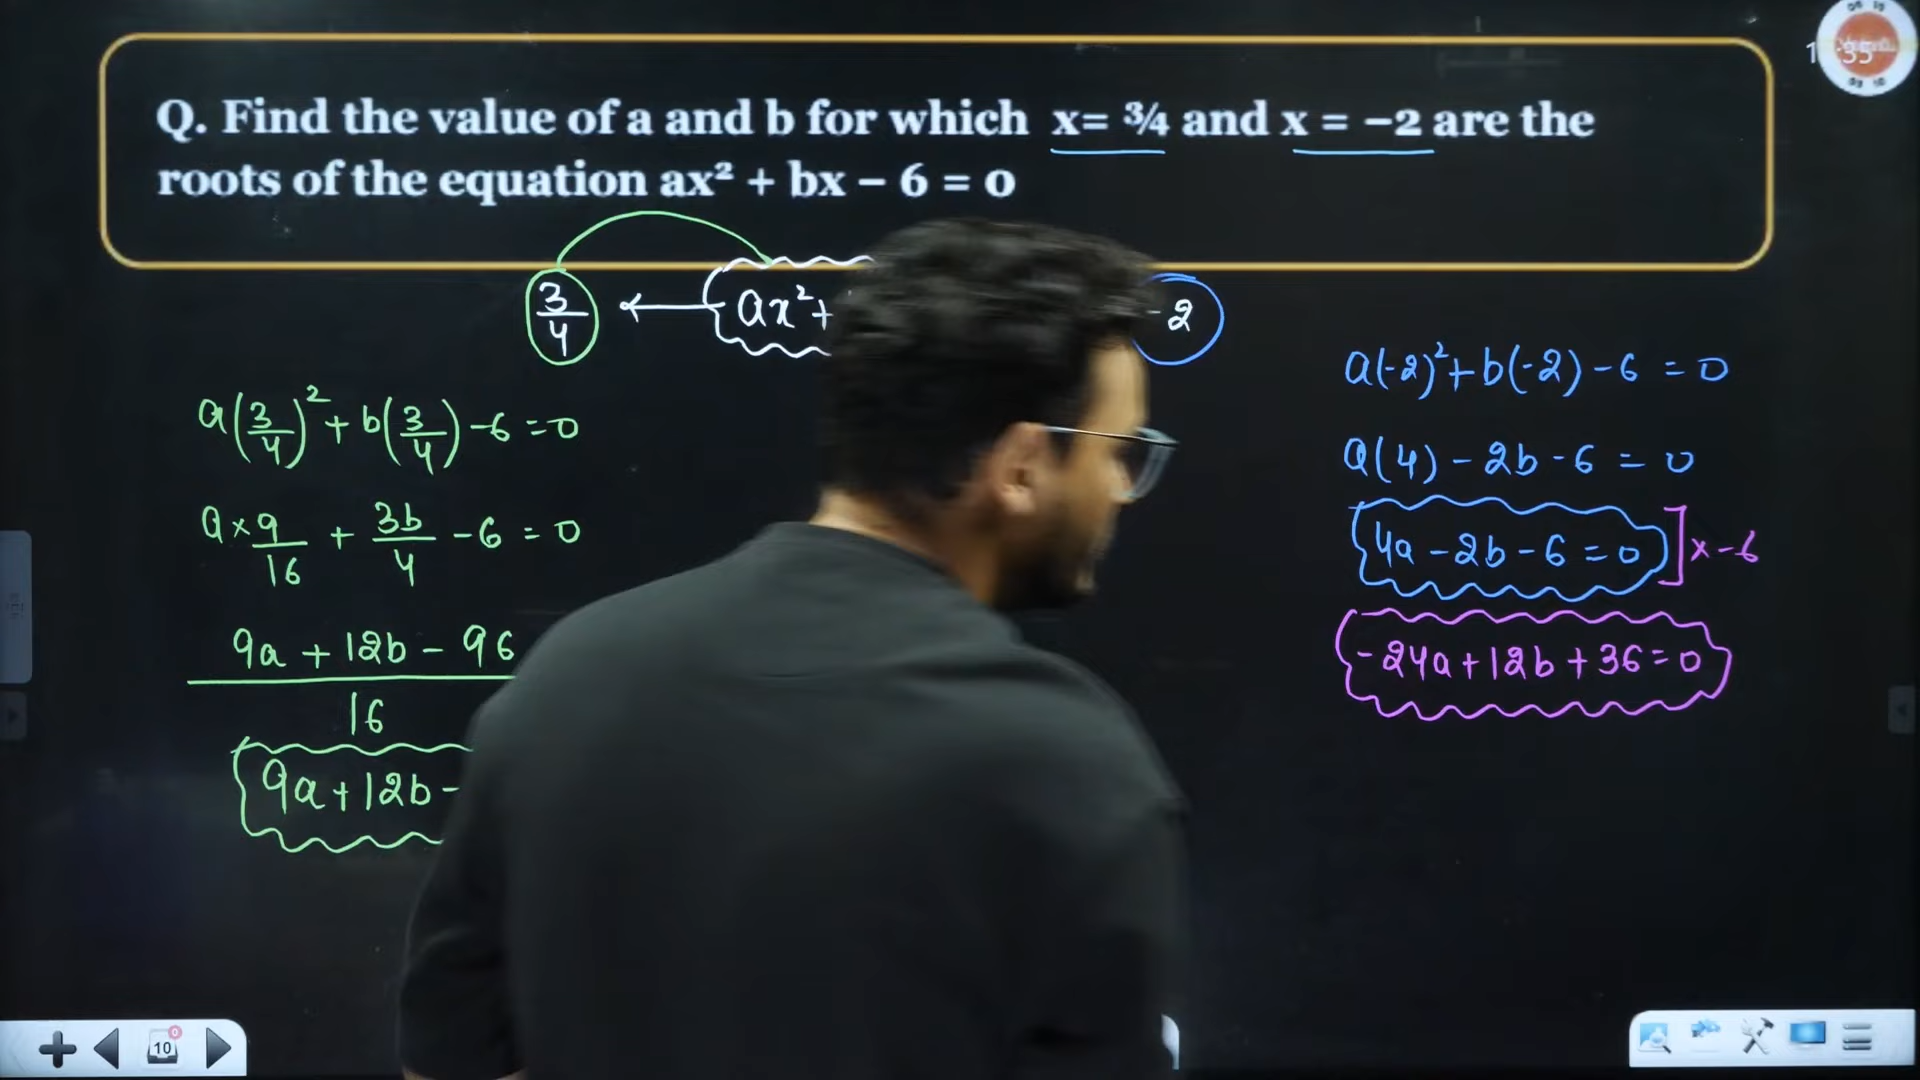 Q. Find the value of a and b for which x= ¾ and x = −2 are the
roots of the equation ax² + bx − 6 = 0
3/4 ← ax²+
-2
a(3/4)² + b(3/4) -6 = 0
a × 9/16 + 3b/4 - 6 = 0
9a + 12b - 96
16
9a + 12b -
a(-2)² + b(-2) - 6 = 0
a(4) - 2b - 6 = 0
4a - 2b - 6 = 0 ] x -6
-24a + 12b + 36 = 0
10